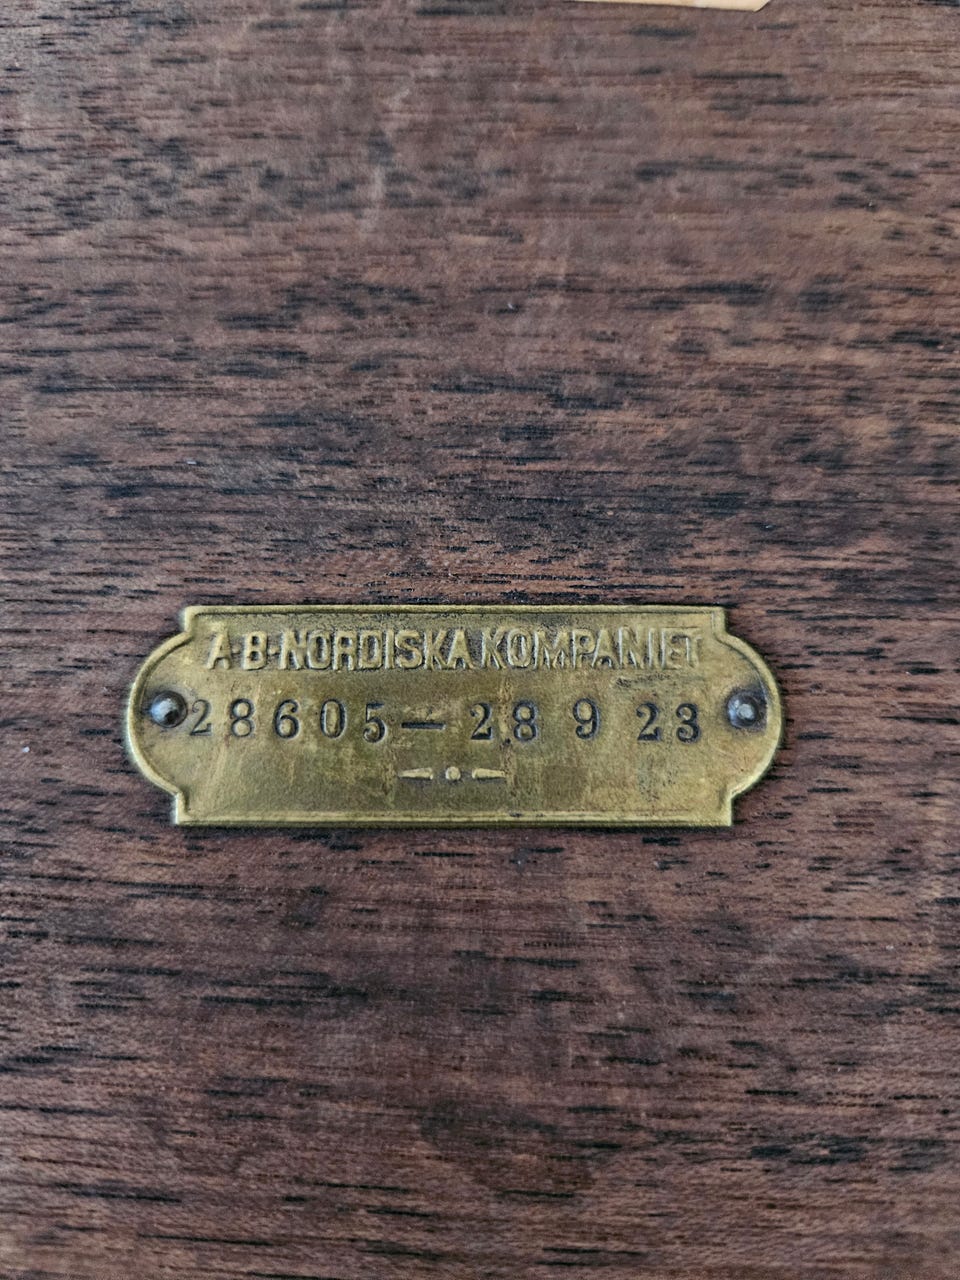 A·B·NORDISKA KOMPANIET
28605— 28 9 23